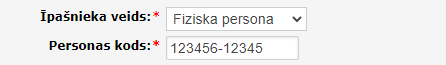 Īpašnieka veids:* Fiziska persona
Personas kods:* 123456-12345